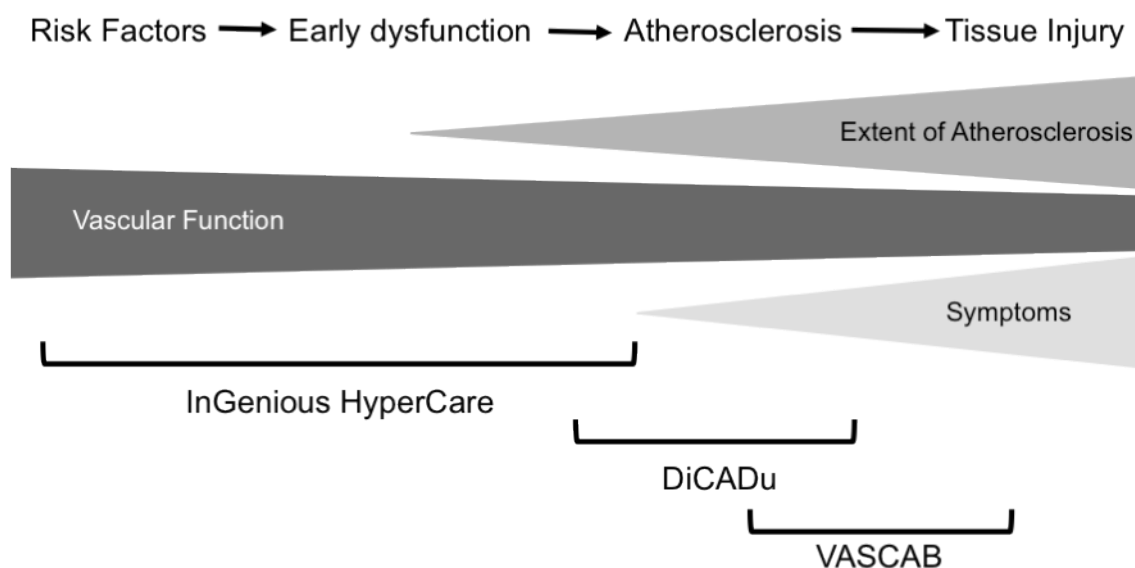 Risk Factors → Early dysfunction → Atherosclerosis → Tissue Injury
Extent of Atherosclerosis
Vascular Function
Symptoms
InGenious HyperCare
DiCADu
VASCAB